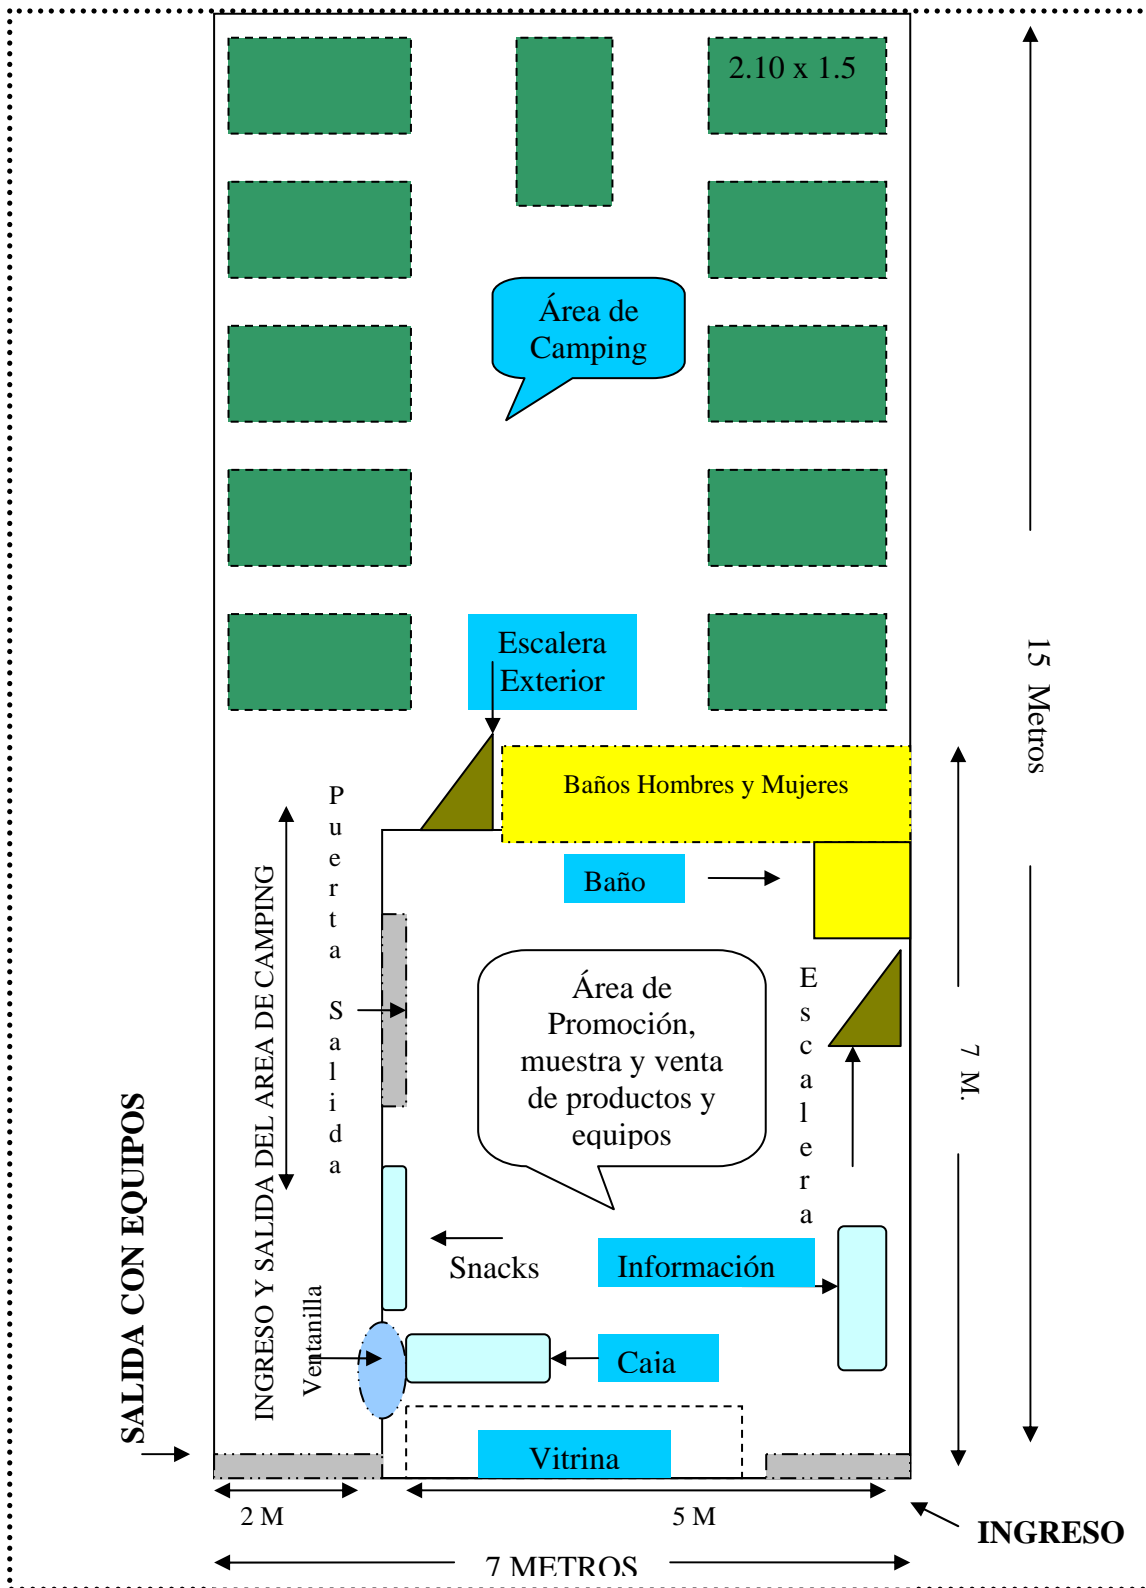 2.10 x 1.5
Área de
Camping
Escalera
Exterior
15 Metros
Puerta Salida
Baños Hombres y Mujeres
Baño
INGRESO Y SALIDA DEL AREA DE CAMPING
Área de
Promoción,
muestra y venta
de productos y
equipos
Escalera
7 M.
SALIDA CON EQUIPOS
Snacks
Información
Ventanilla
Caja
Vitrina
2 M
5 M
INGRESO
7 METROS